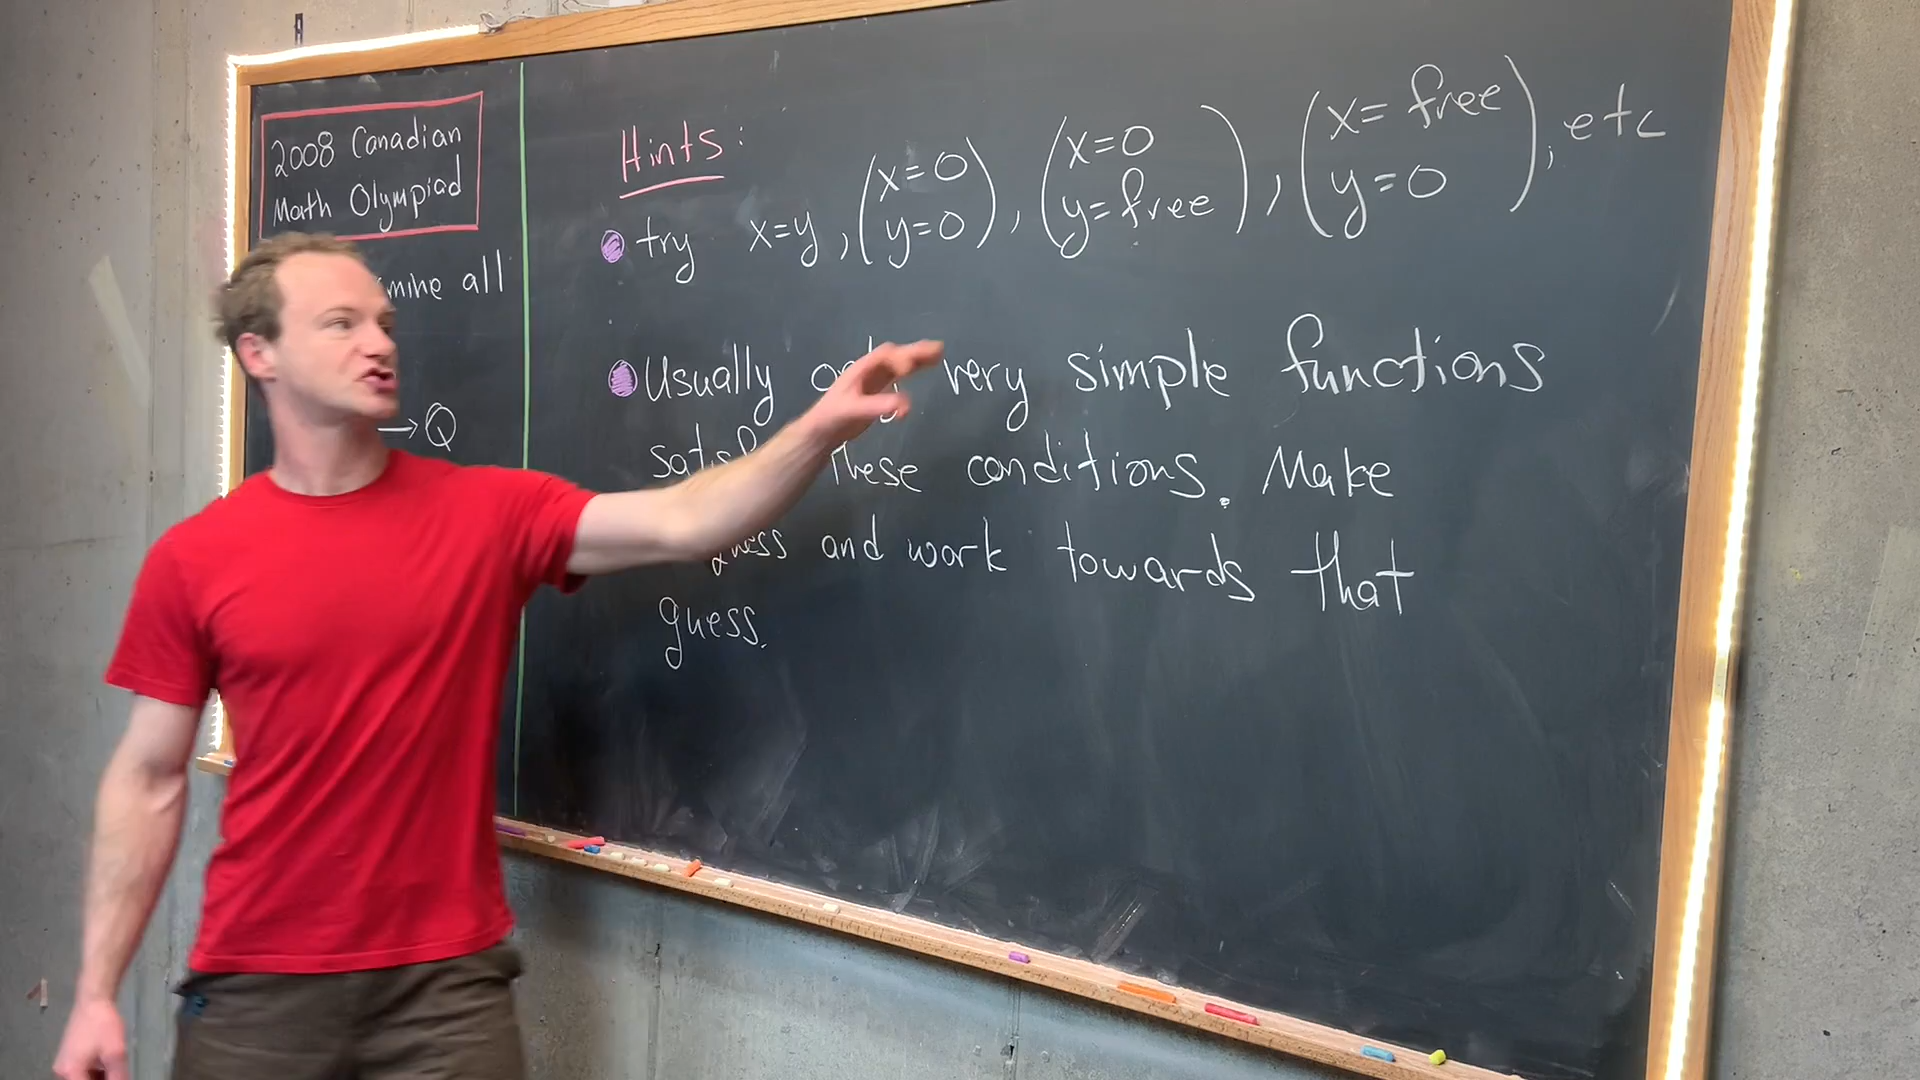 2008 Canadian
Math Olympiad
all
→ Q
Hints:
try x=y, (x=0 y=0), (x=0 y=free), (x=free y=0), etc
Usually very simple functions
these conditions. Make
guess and work towards that
guess.